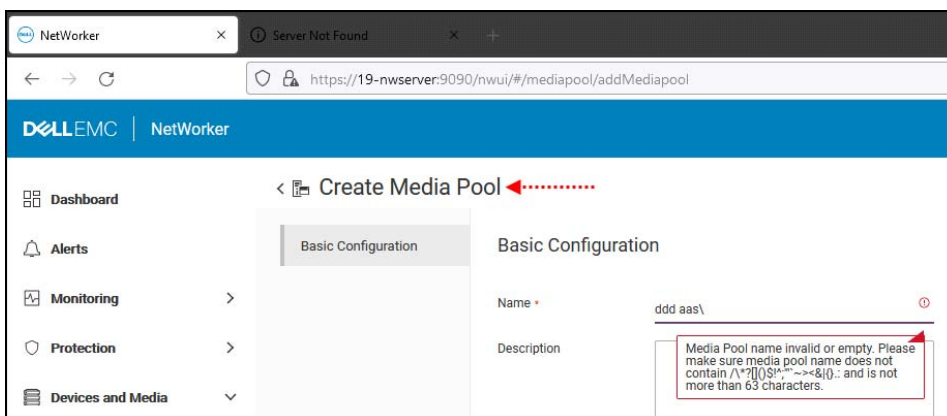 NetWorker
Server Not Found
https://19-nwserver:9090/nwui/#/mediapool/addMediapool
DELLEMC | NetWorker
Create Media Pool
Dashboard
Alerts
Monitoring
Protection
Devices and Media
Basic Configuration
Basic Configuration
Name *
ddd aas\
Description
Media Pool name invalid or empty. Please
make sure media pool name does not
contain /\*?[]()$!^;'"`~><&|{}.: and is not
more than 63 characters.